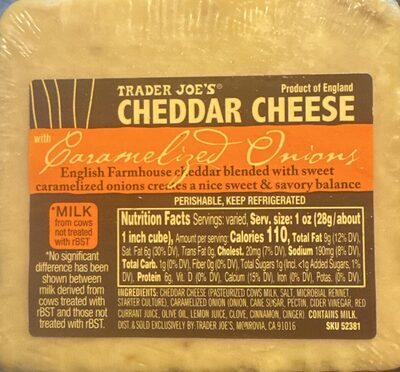 TRADER JOE'S®
Product of England
CHEDDAR CHEESE
with
Caramelized Onions
English Farmhouse cheddar blended with sweet
caramelized onions creates a nice sweet & savory balance
PERISHABLE, KEEP REFRIGERATED
*MILK
from cows
not treated
with rBST
*No significant
difference has been
shown between
milk derived from
cows treated with
rBST and those not
treated with rBST.
Nutrition Facts Servings: varied, Serv. size: 1 oz (28g/about
1 inch cube), Amount per serving: Calories 110, Total Fat 9g (12% DV),
Sat. Fat 6g (30% DV), Trans Fat 0g, Cholest. 20mg (7% DV), Sodium 190mg (8% DV),
Total Carb. 1g (0% DV), Fiber 0g (0% DV), Total Sugars 1g (Incl. <1g Added Sugars, 1%
DV), Protein 6g, Vit. D (0% DV), Calcium (15% DV), Iron (0% DV), Potas. (0% DV).
INGREDIENTS: CHEDDAR CHEESE (PASTEURIZED COWS MILK, SALT, MICROBIAL RENNET
STARTER CULTURE), CARAMELIZED ONION (ONION, CANE SUGAR, PECTIN, CIDER VINEGAR, RED
CURRANT JUICE, OLIVE OIL, LEMON JUICE, CLOVE, CINNAMON, GINGER) CONTAINS MILK.
DIST. & SOLD EXCLUSIVELY BY: TRADER JOE'S, MONROVIA, CA 91016
SKU 52381